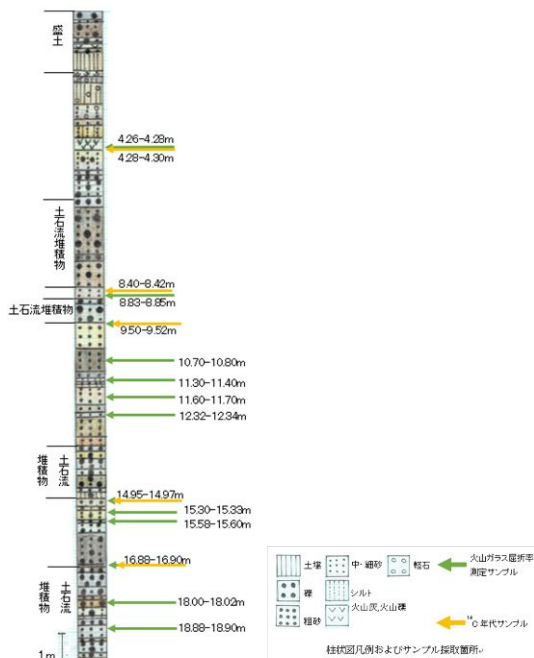 盛土
4.26-4.28m
4.28-4.30m
土石流堆積物
8.40-8.42m
8.83-8.85m
土石流堆積物
9.50-9.52m
10.70-10.80m
11.30-11.40m
11.60-11.70m
12.32-12.34m
土石流
堆積物
14.95-14.97m
15.30-15.33m
15.58-15.60m
16.88-16.90m
土石流
堆積物
18.00-18.02m
18.88-18.90m
1m
土壌 中・細砂 軽石 火山ガラス屈折率
測定サンプル
礫 シルト
粗砂 火山灰,火山礫
14C 年代サンプル
柱状図凡例およびサンプル採取箇所